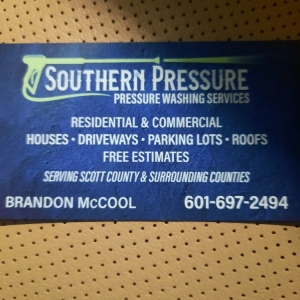 SOUTHERN PRESSURE
PRESSURE WASHING SERVICES
RESIDENTIAL & COMMERCIAL
HOUSES • DRIVEWAYS • PARKING LOTS • ROOFS
FREE ESTIMATES
SERVING SCOTT COUNTY & SURROUNDING COUNTIES
BRANDON MCCOOL 601-697-2494